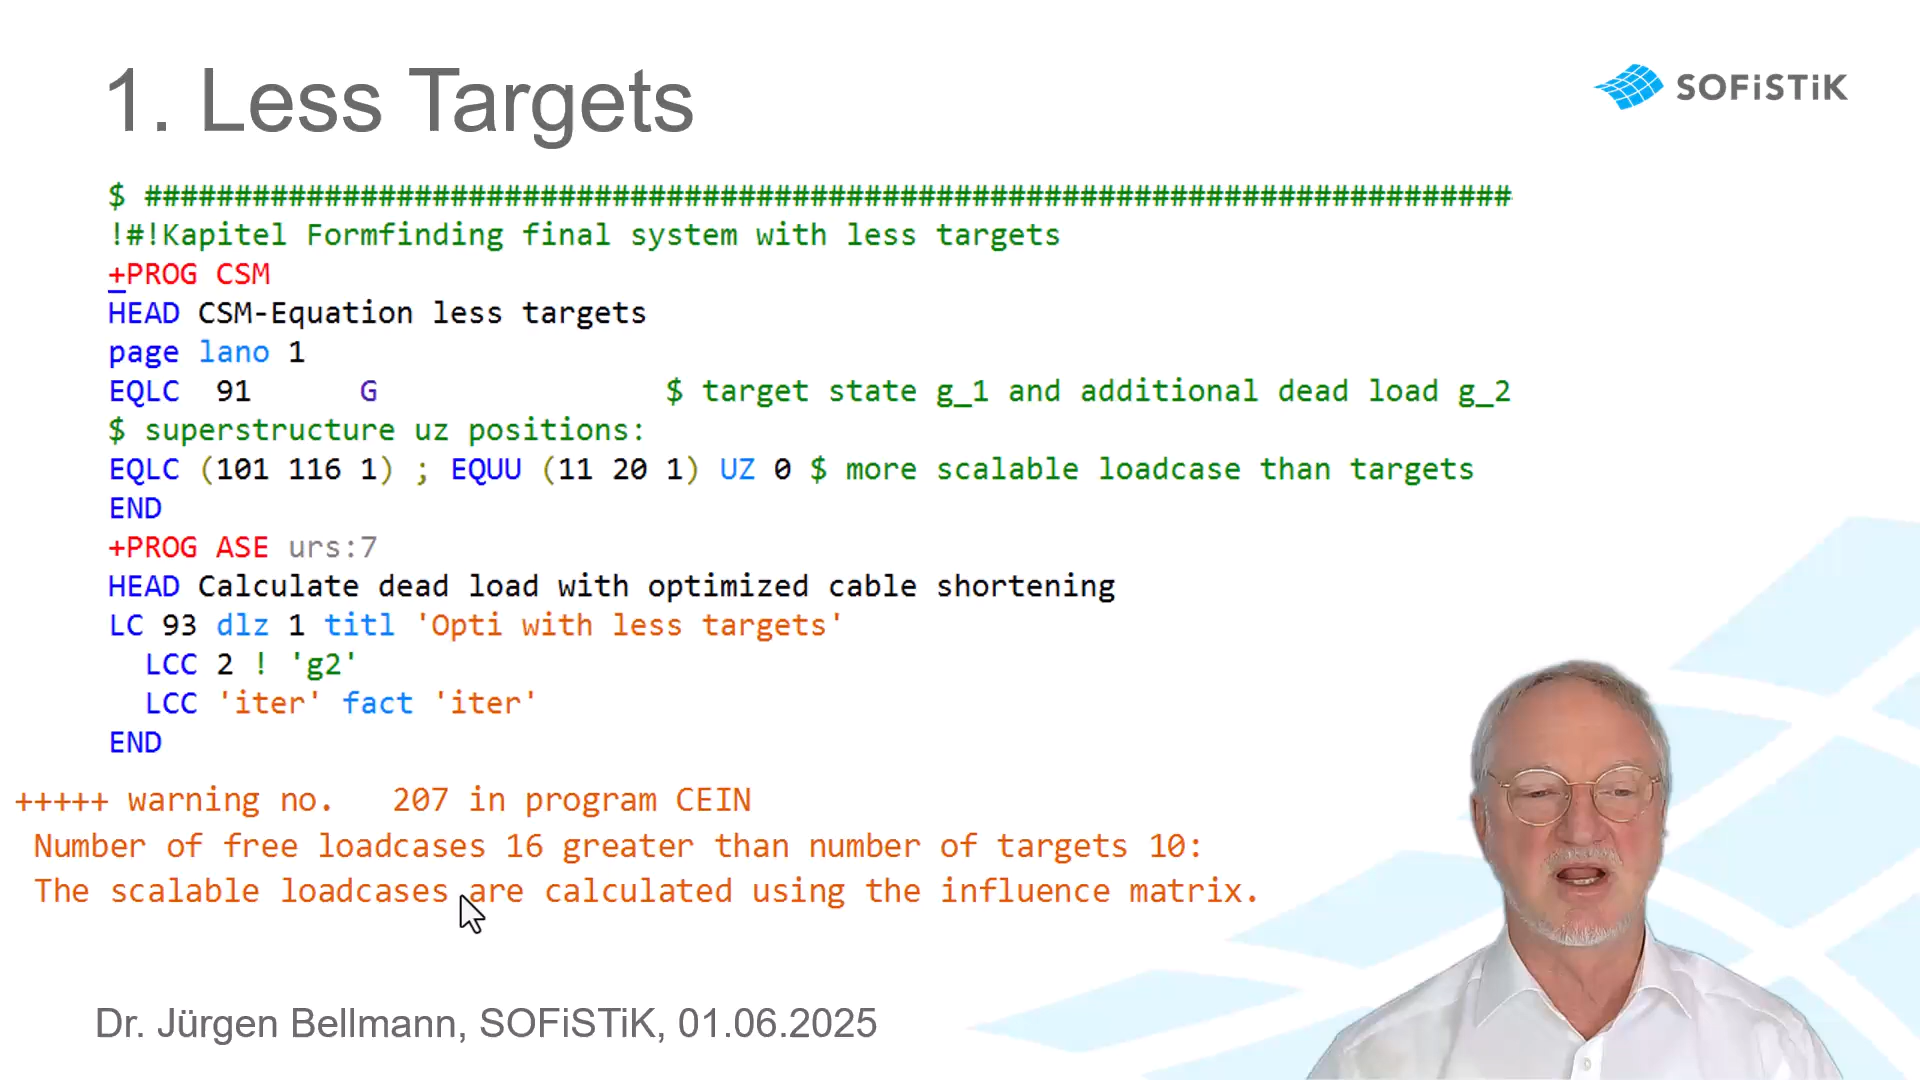 1. Less Targets
SOFiSTiK
$ ############################################################################
!#!Kapitel Formfinding final system with less targets
+PROG CSM
HEAD CSM-Equation less targets
page lano 1
EQLC 91 G $ target state g_1 and additional dead load g_2
$ superstructure uz positions:
EQLC (101 116 1) ; EQUU (11 20 1) UZ 0 $ more scalable loadcase than targets
END
+PROG ASE urs:7
HEAD Calculate dead load with optimized cable shortening
LC 93 dlz 1 titl 'Opti with less targets'
LCC 2 ! 'g2'
LCC 'iter' fact 'iter'
END
+++++ warning no. 207 in program CEIN
Number of free loadcases 16 greater than number of targets 10:
The scalable loadcases are calculated using the influence matrix.
Dr. Jürgen Bellmann, SOFiSTiK, 01.06.2025